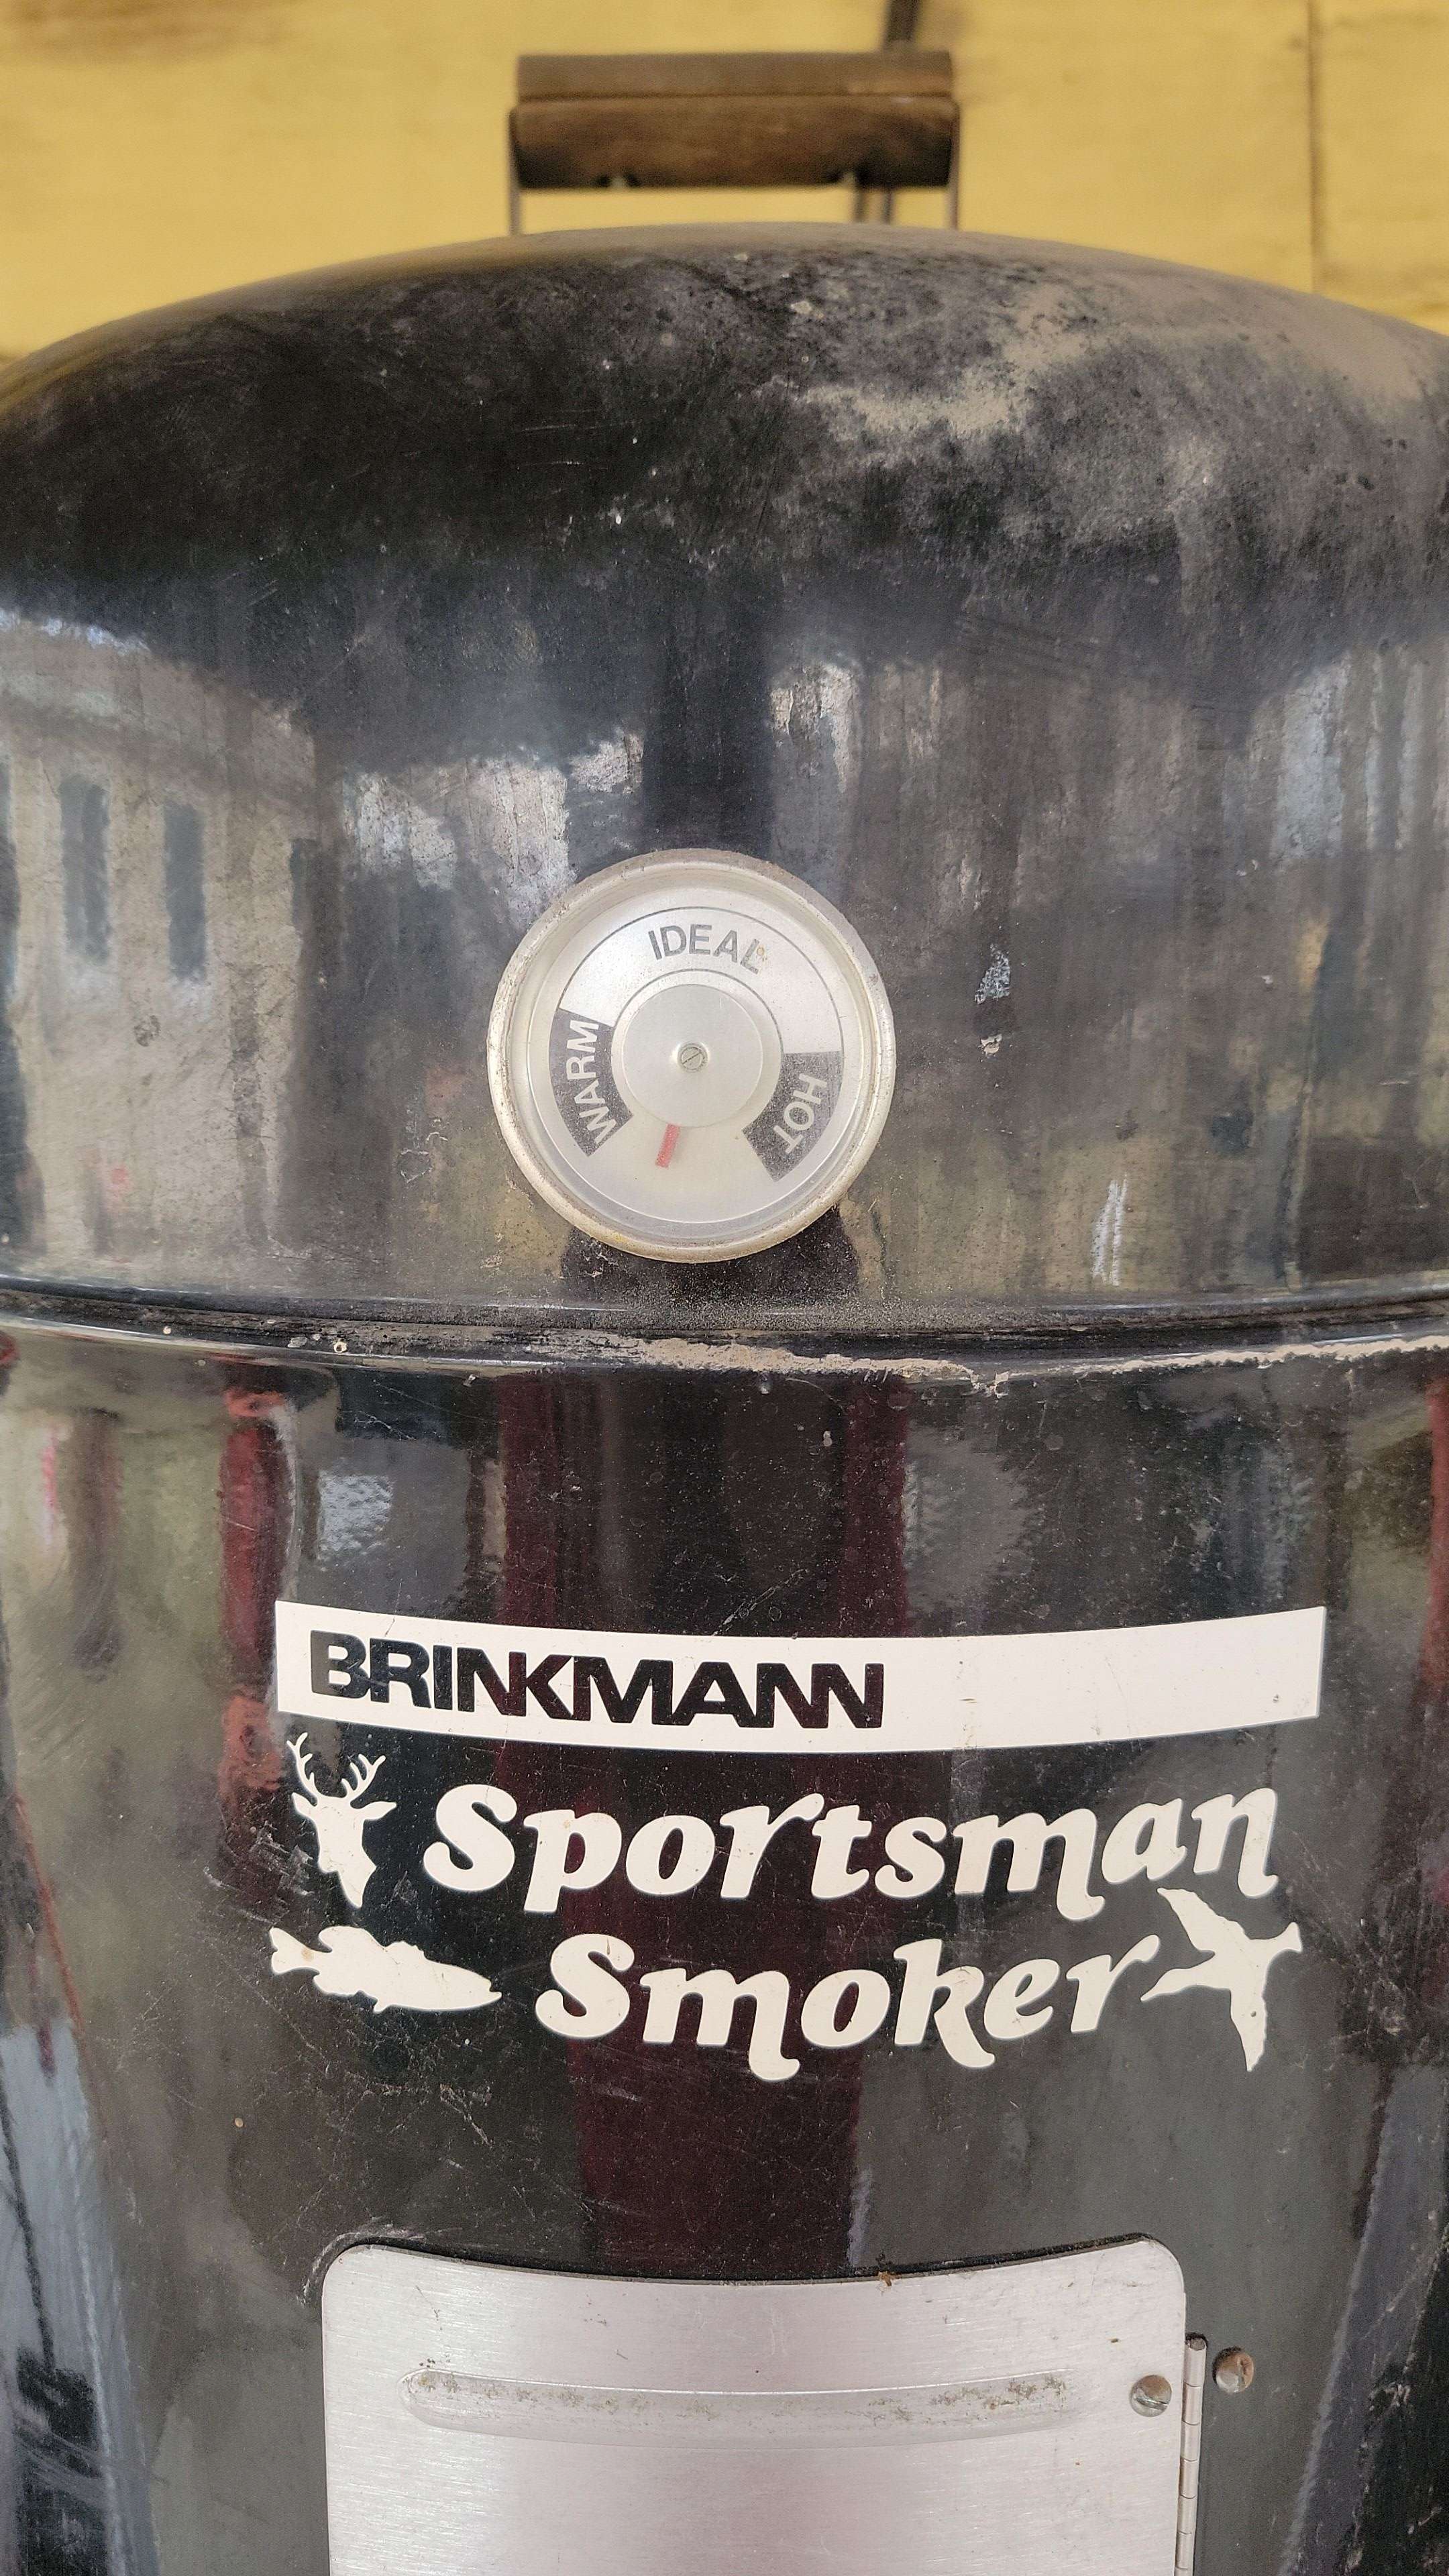 IDEAL
WARM
HOT
BRINKMANN
Sportsman
Smoker